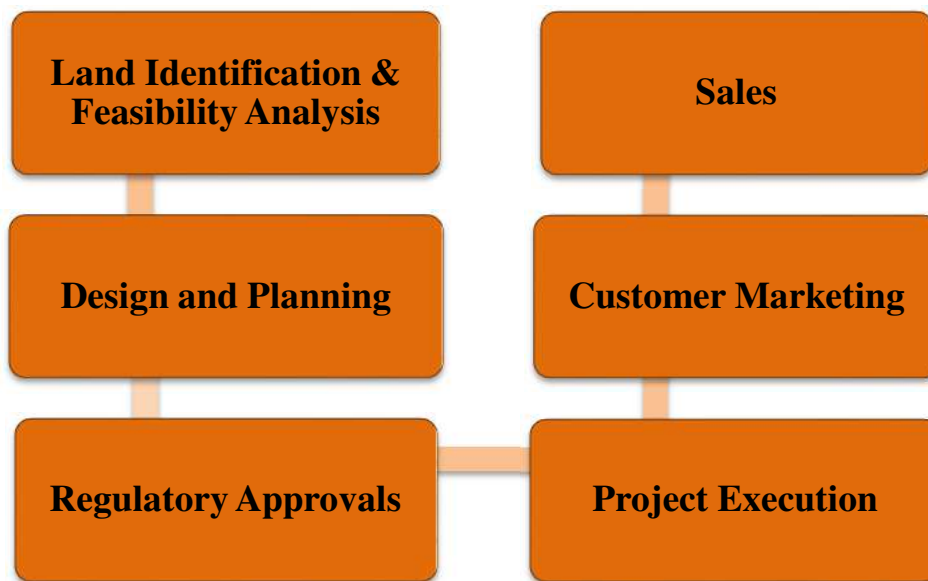 Land Identification &
Feasibility Analysis
Design and Planning
Regulatory Approvals
Project Execution
Customer Marketing
Sales